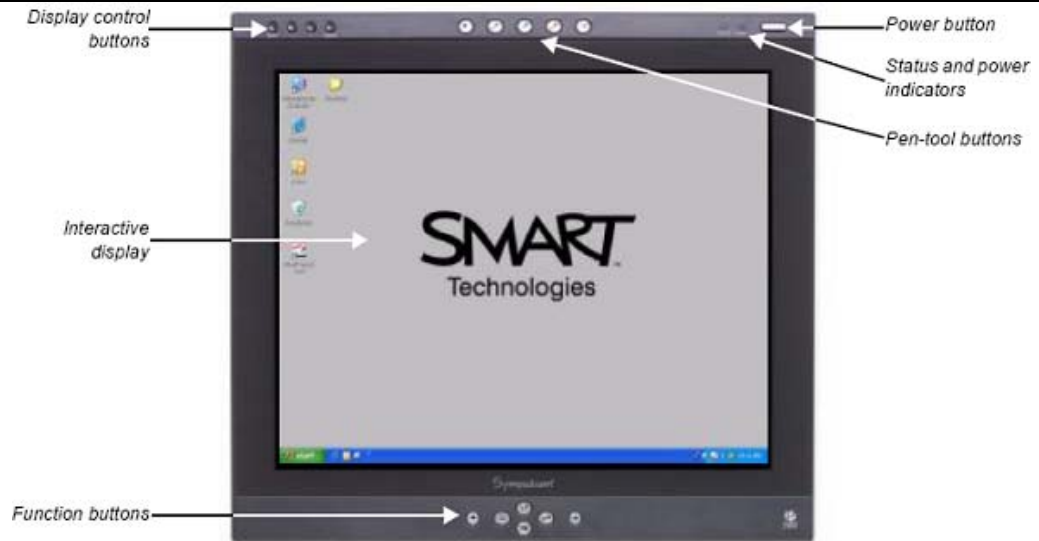 Display control
buttons
Power button
Status and power
indicators
Pen-tool buttons
Interactive
display
SMART
™
Technologies
start
Sympodium
Function buttons